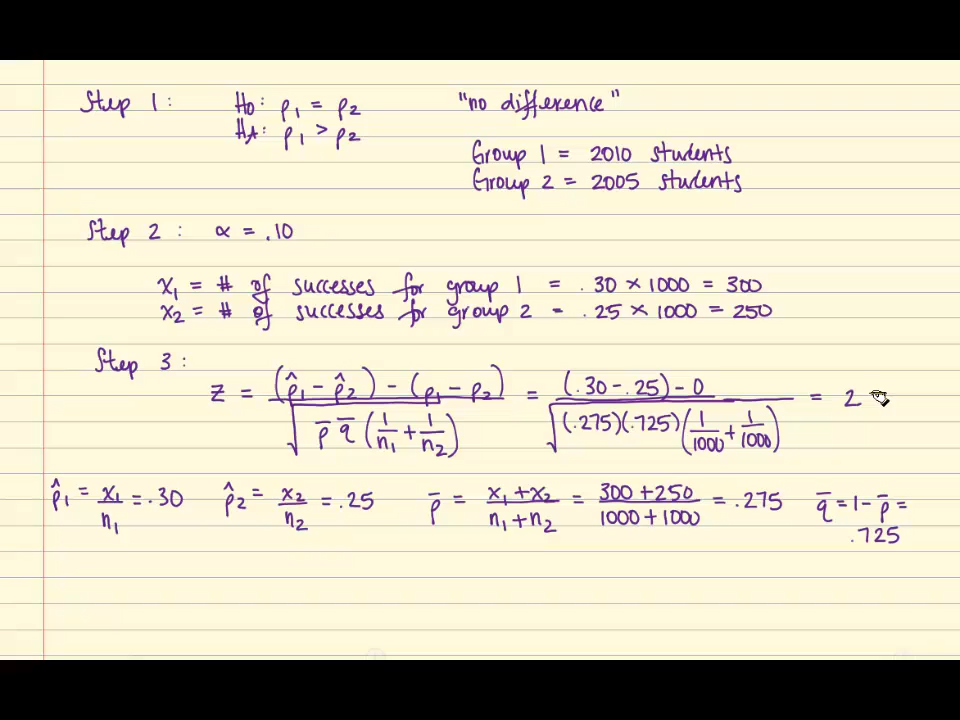 Step 1: H0: p1 = p2 "no difference"
HA: p1 > p2
Group 1 = 2010 students
Group 2 = 2005 students
Step 2: α = .10
x1 = # of successes for group 1 = .30 × 1000 = 300
x2 = # of successes for group 2 = .25 × 1000 = 250
Step 3:
z = (p̂1 - p̂2) - (p1 - p2) / √(p̄ q̄ (1/n1 + 1/n2)) = (.30 - .25) - 0 / √((.275)(.725)(1/1000 + 1/1000)) = 2
p̂1 = x1/n1 = .30 p̂2 = x2/n2 = .25 p̄ = x1+x2/n1+n2 = 300+250/1000+1000 = .275 q̄ = 1 - p̄ =
.725